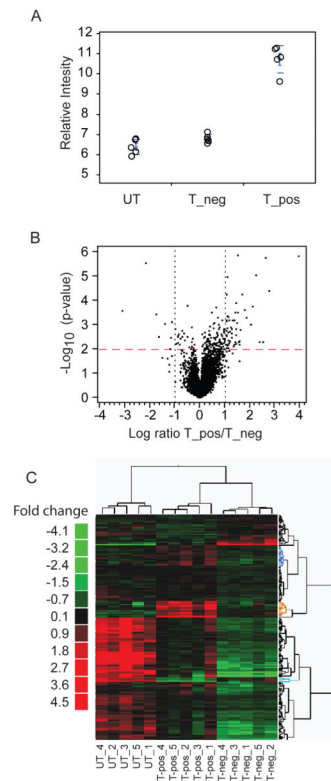 A
Relative Intesity
11
10
9
8
7
6
5
UT
T_neg
T_pos
B
-Log10 (p-value)
6
5
4
3
2
1
0
-4
-3
-2
-1
0
1
2
3
4
Log ratio T_pos/T_neg
C
Fold change
-4.1
-3.2
-2.4
-1.5
-0.7
0.1
0.9
1.8
2.7
3.6
4.5
UT_4
UT_2
UT_3
UT_5
UT_1
T-pos_4
T-pos_5
T-pos_2
T-pos_3
T-pos_1
T-neg_4
T-neg_3
T-neg_1
T-neg_5
T-neg_2